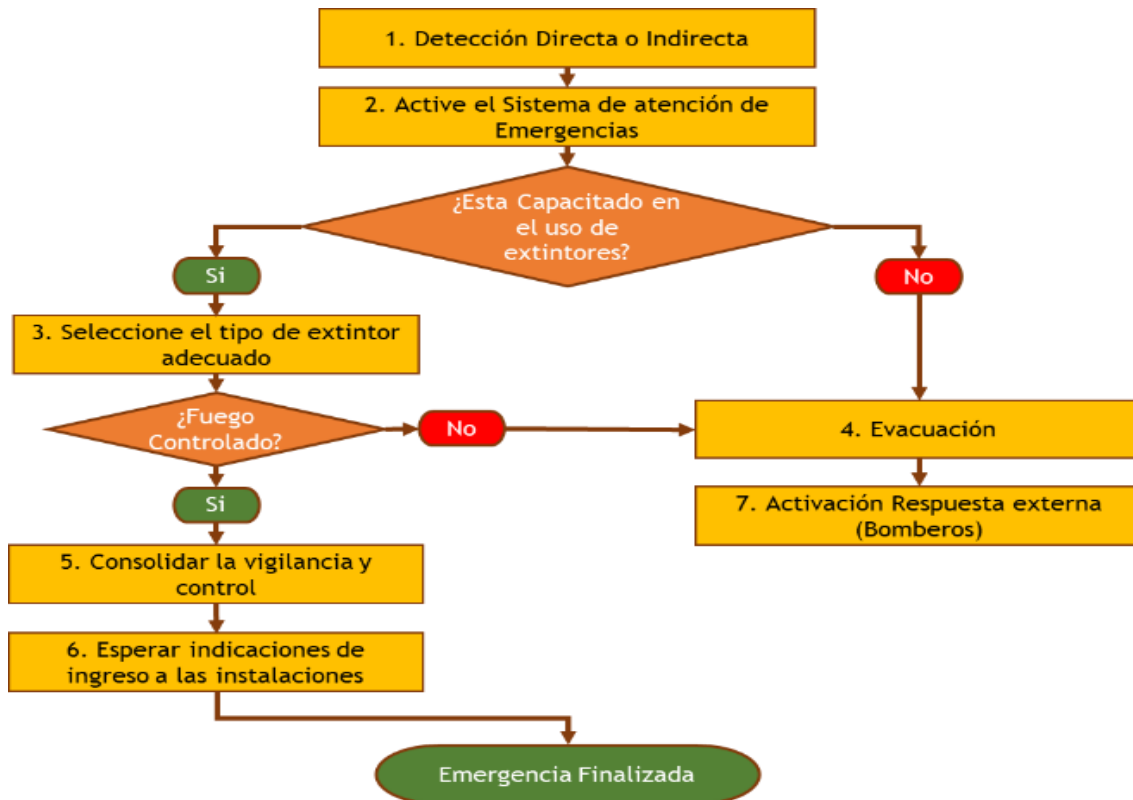 1. Detección Directa o Indirecta
2. Active el Sistema de atención de
Emergencias
¿Esta Capacitado en
el uso de
extintores?
Si
No
3. Seleccione el tipo de extintor
adecuado
¿Fuego
Controlado?
No
4. Evacuación
Si
7. Activación Respuesta externa
(Bomberos)
5. Consolidar la vigilancia y
control
6. Esperar indicaciones de
ingreso a las instalaciones
Emergencia Finalizada